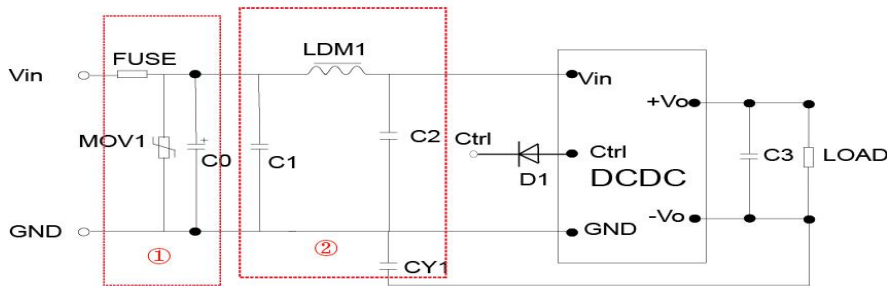 FUSE
LDM1
Vin
Vin
+Vo
MOV1
+
C0
C1
C2
Ctrl
Ctrl
D1
DCDC
C3
LOAD
GND
GND
-Vo
①
②
CY1